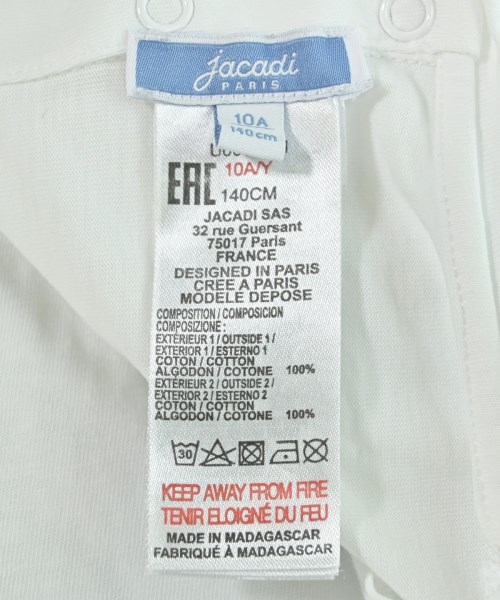 jacadi
PARIS
10A
140cm
10A/Y
EAC
140CM
JACADI SAS
32 rue Guersant
75017 Paris
FRANCE
DESIGNED IN PARIS
CREE A PARIS
MODELE DEPOSE
COMPOSITION / COMPOSICION
COMPOSIZIONE :
EXTÉRIEUR 1 / OUTSIDE 1 /
EXTERIOR 1 / ESTERNO 1
COTON / COTTON
ALGODON / COTONE 100%
EXTÉRIEUR 2 / OUTSIDE 2 /
EXTERIOR 2 / ESTERNO 2
COTON / COTTON
ALGODON / COTONE 100%
30
KEEP AWAY FROM FIRE
TENIR ELOIGNÉ DU FEU
MADE IN MADAGASCAR
FABRIQUÉ À MADAGASCAR